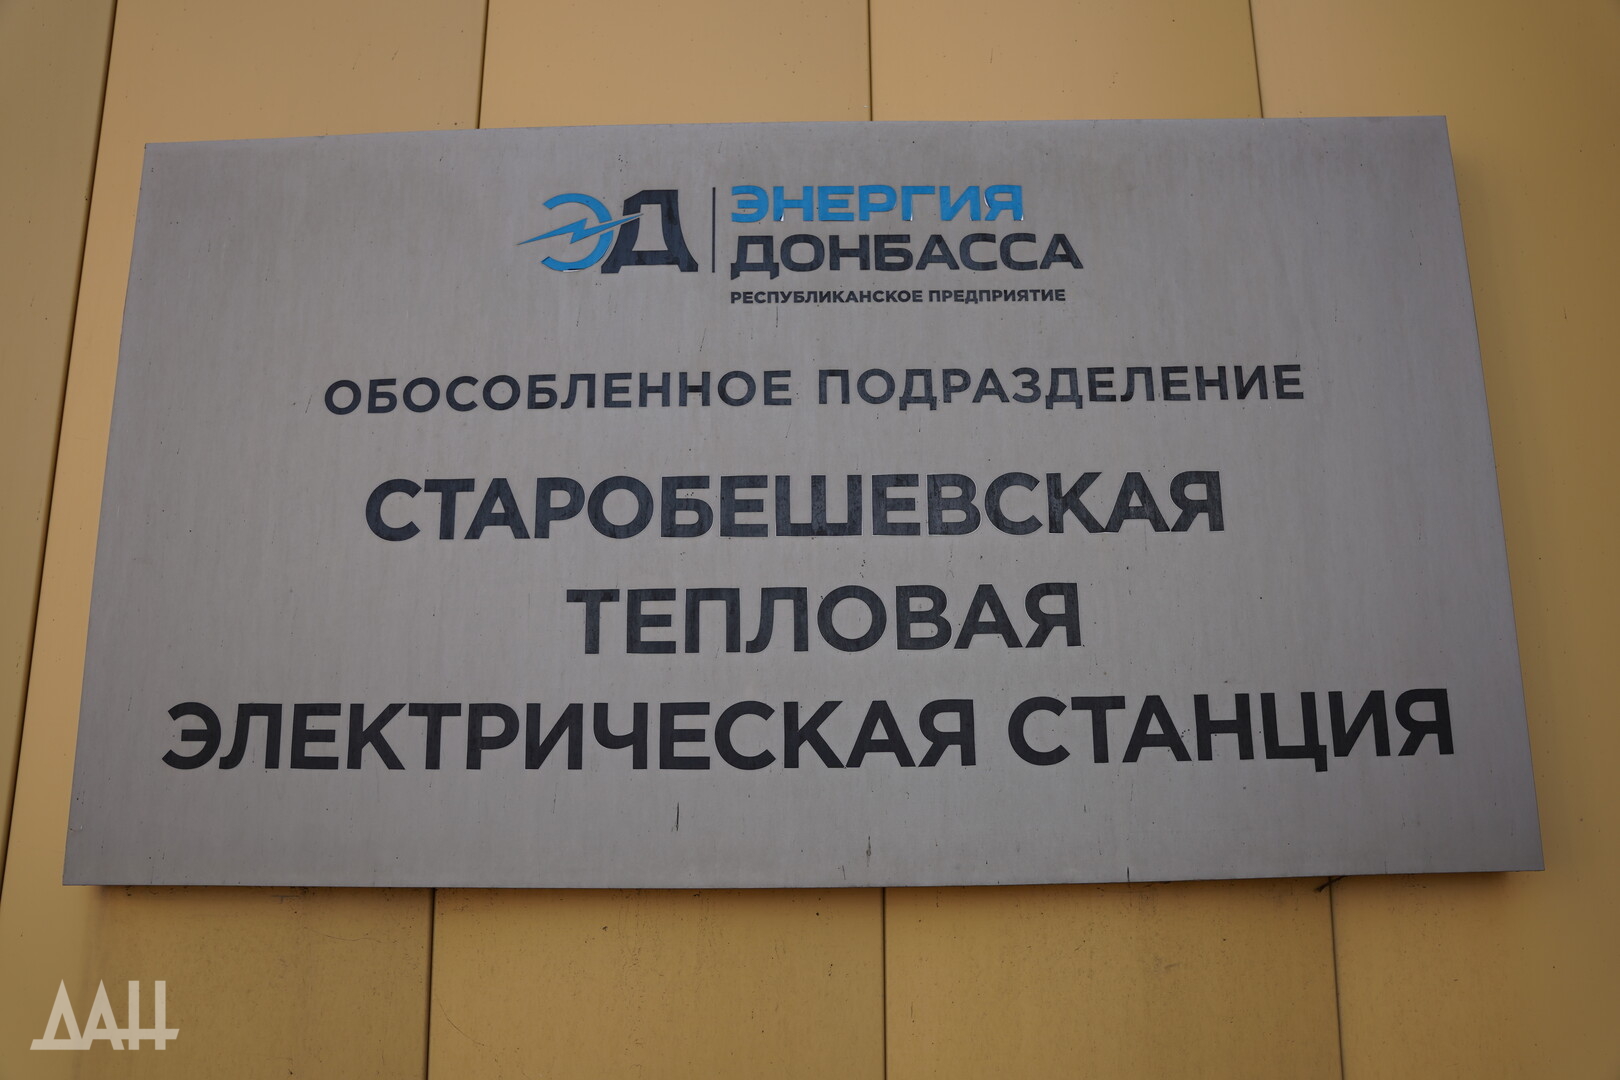 ЭД
ЭНЕРГИЯ
ДОНБАССА
РЕСПУБЛИКАНСКОЕ ПРЕДПРИЯТИЕ
ОБОСОБЛЕННОЕ ПОДРАЗДЕЛЕНИЕ
СТАРОБЕШЕВСКАЯ
ТЕПЛОВАЯ
ЭЛЕКТРИЧЕСКАЯ СТАНЦИЯ
ДАН